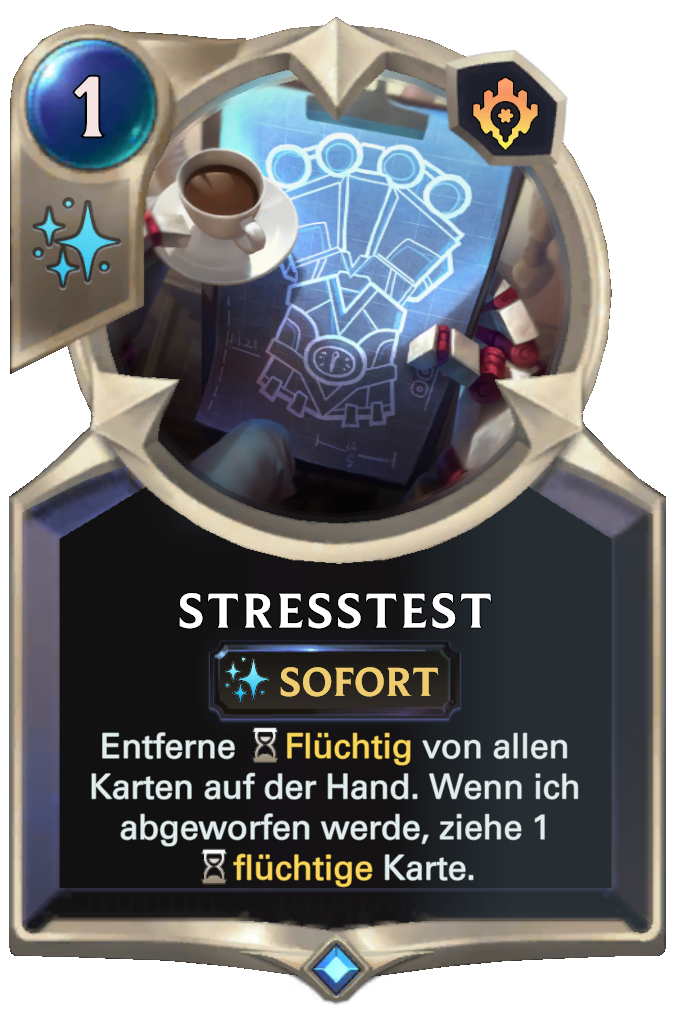 1
STRESSTEST
SOFORT
Entferne Flüchtig von allen
Karten auf der Hand. Wenn ich
abgeworfen werde, ziehe 1
flüchtige Karte.